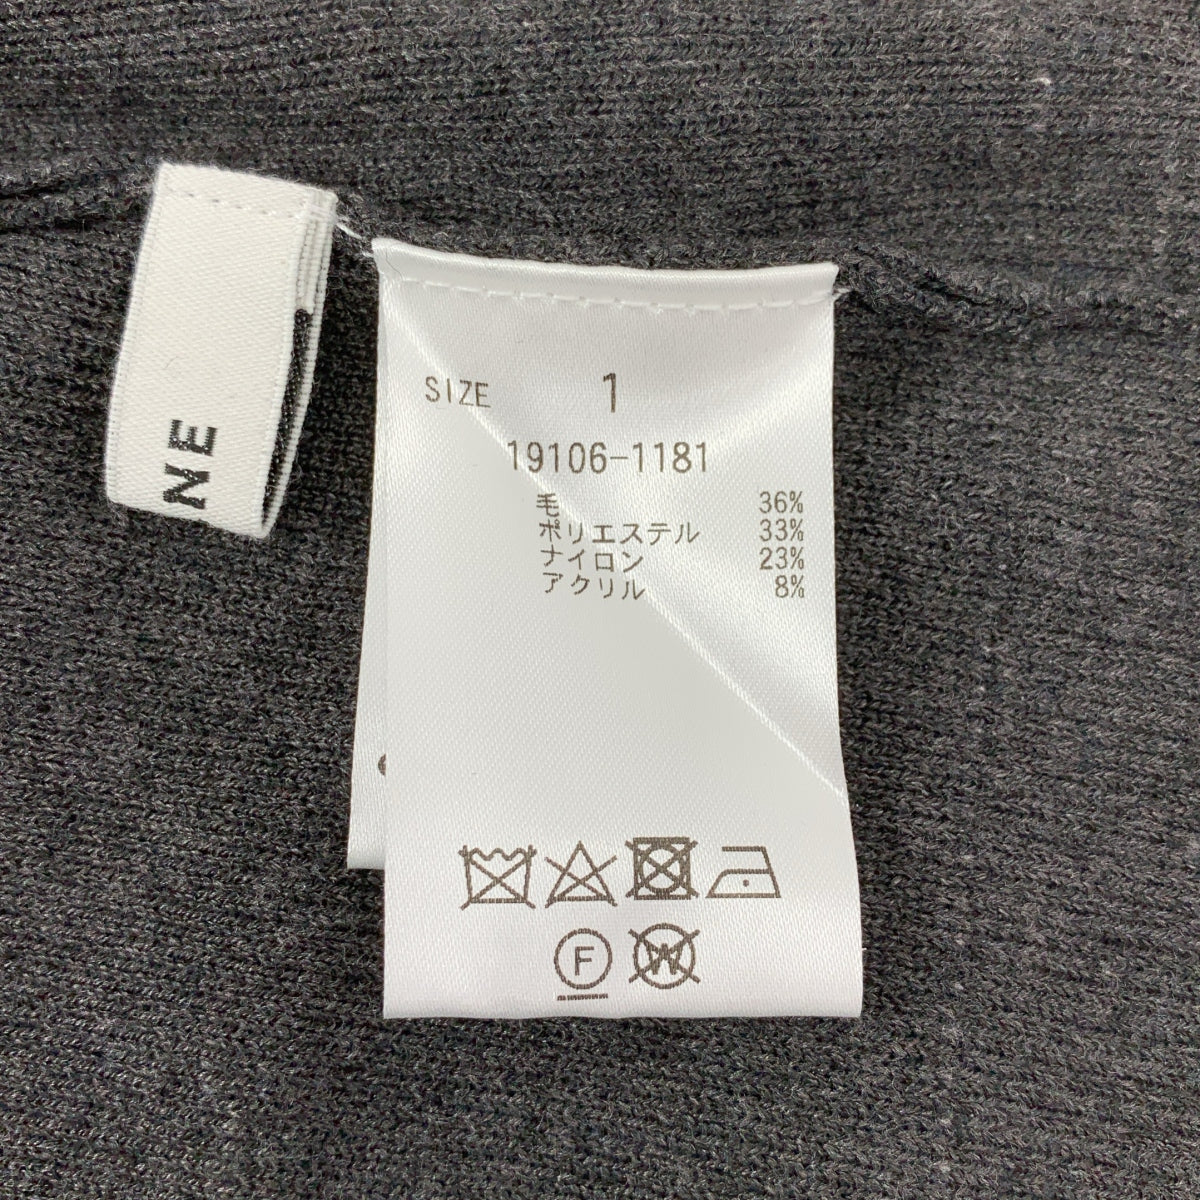 NE
SIZE 1
19106-1181
毛 36%
ポリエステル 33%
ナイロン 23%
アクリル 8%
F W